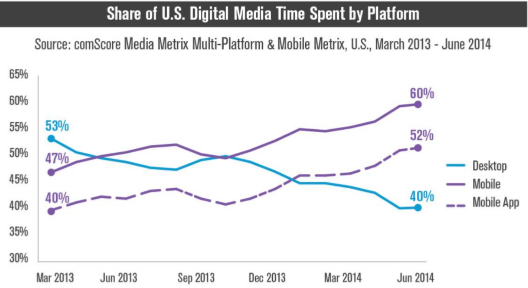 Share of U.S. Digital Media Time Spent by Platform
Source: comScore Media Metrix Multi-Platform & Mobile Metrix, U.S., March 2013 - June 2014
65%
60%
55%
50%
45%
40%
35%
30%
53%
47%
40%
60%
52%
40%
Desktop
Mobile
Mobile App
Mar 2013 Jun 2013 Sep 2013 Dec 2013 Mar 2014 Jun 2014